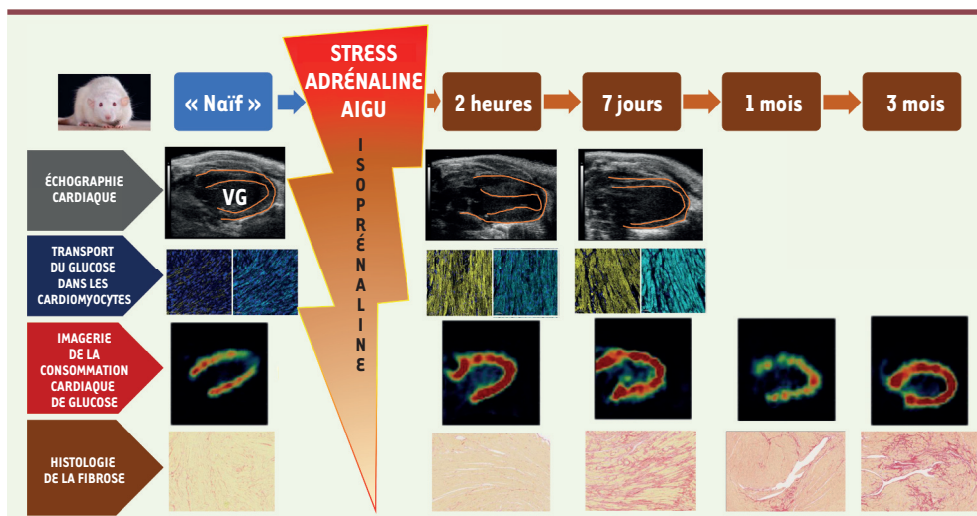 STRESS
ADRÉNALINE
AIGU
« Naïf »
2 heures
7 jours
1 mois
3 mois
ISOPRÉNALINE
ÉCHOGRAPHIE
CARDIAQUE
VG
TRANSPORT
DU GLUCOSE
DANS LES
CARDIOMYOCYTES
IMAGERIE
DE LA
CONSOMMATION
CARDIAQUE
DE GLUCOSE
HISTOLOGIE
DE LA FIBROSE